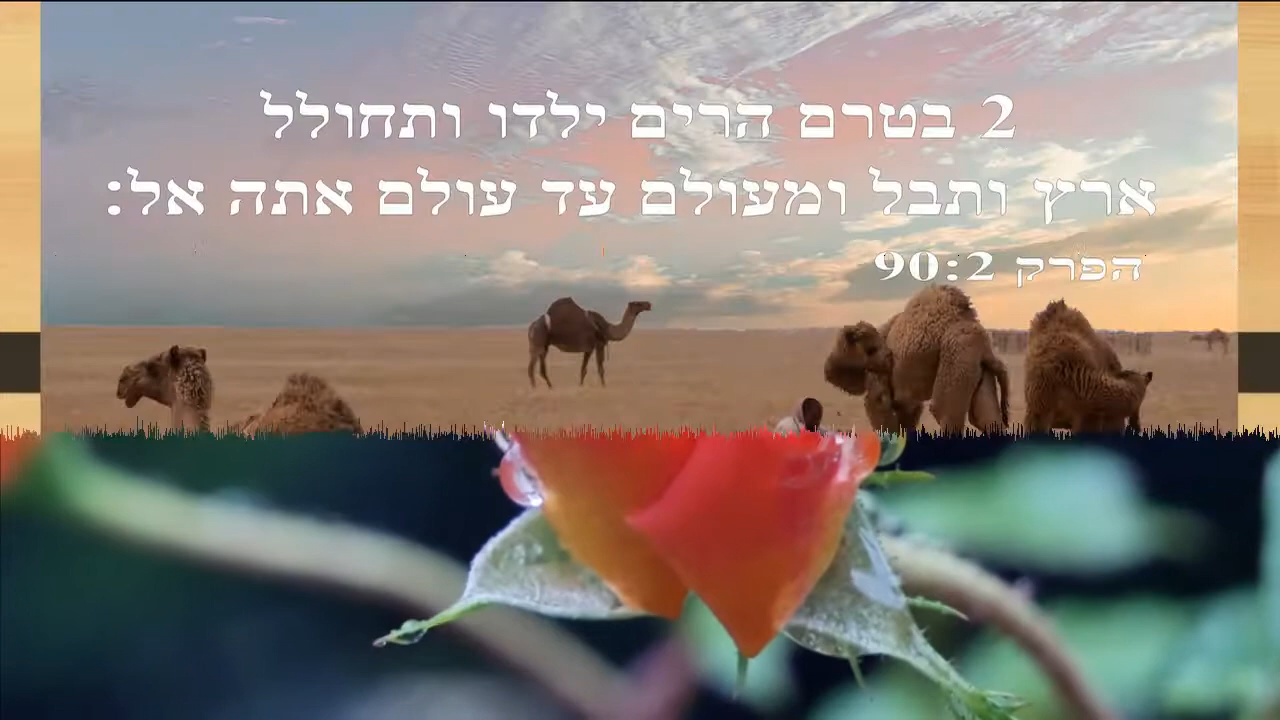 2 בטרם הרים ילדו ותחולל
ארץ ותבל ומעולם עד עולם אתה אל:
הפרק 90:2